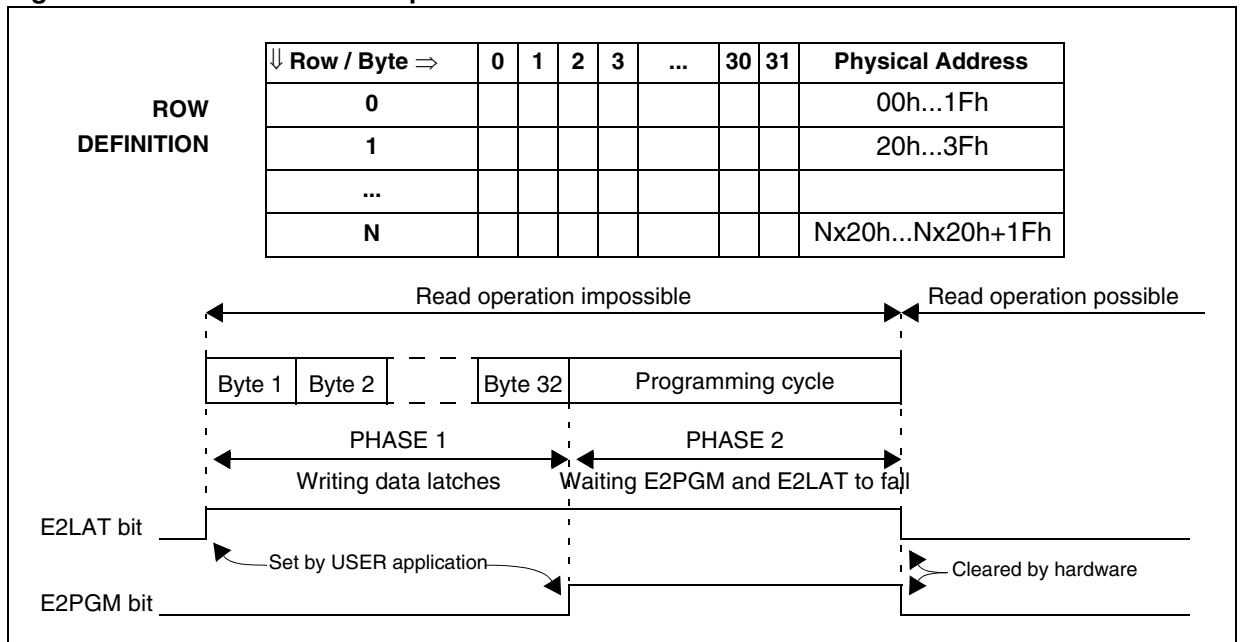 ⇓ Row / Byte ⇒ 0 1 2 3 ... 30 31 Physical Address
ROW DEFINITION
0 00h...1Fh
1 20h...3Fh
...
N Nx20h...Nx20h+1Fh
Read operation impossible Read operation possible
Byte 1 Byte 2 Byte 32 Programming cycle
PHASE 1 PHASE 2
Writing data latches Waiting E2PGM and E2LAT to fall
E2LAT bit
Set by USER application Cleared by hardware
E2PGM bit